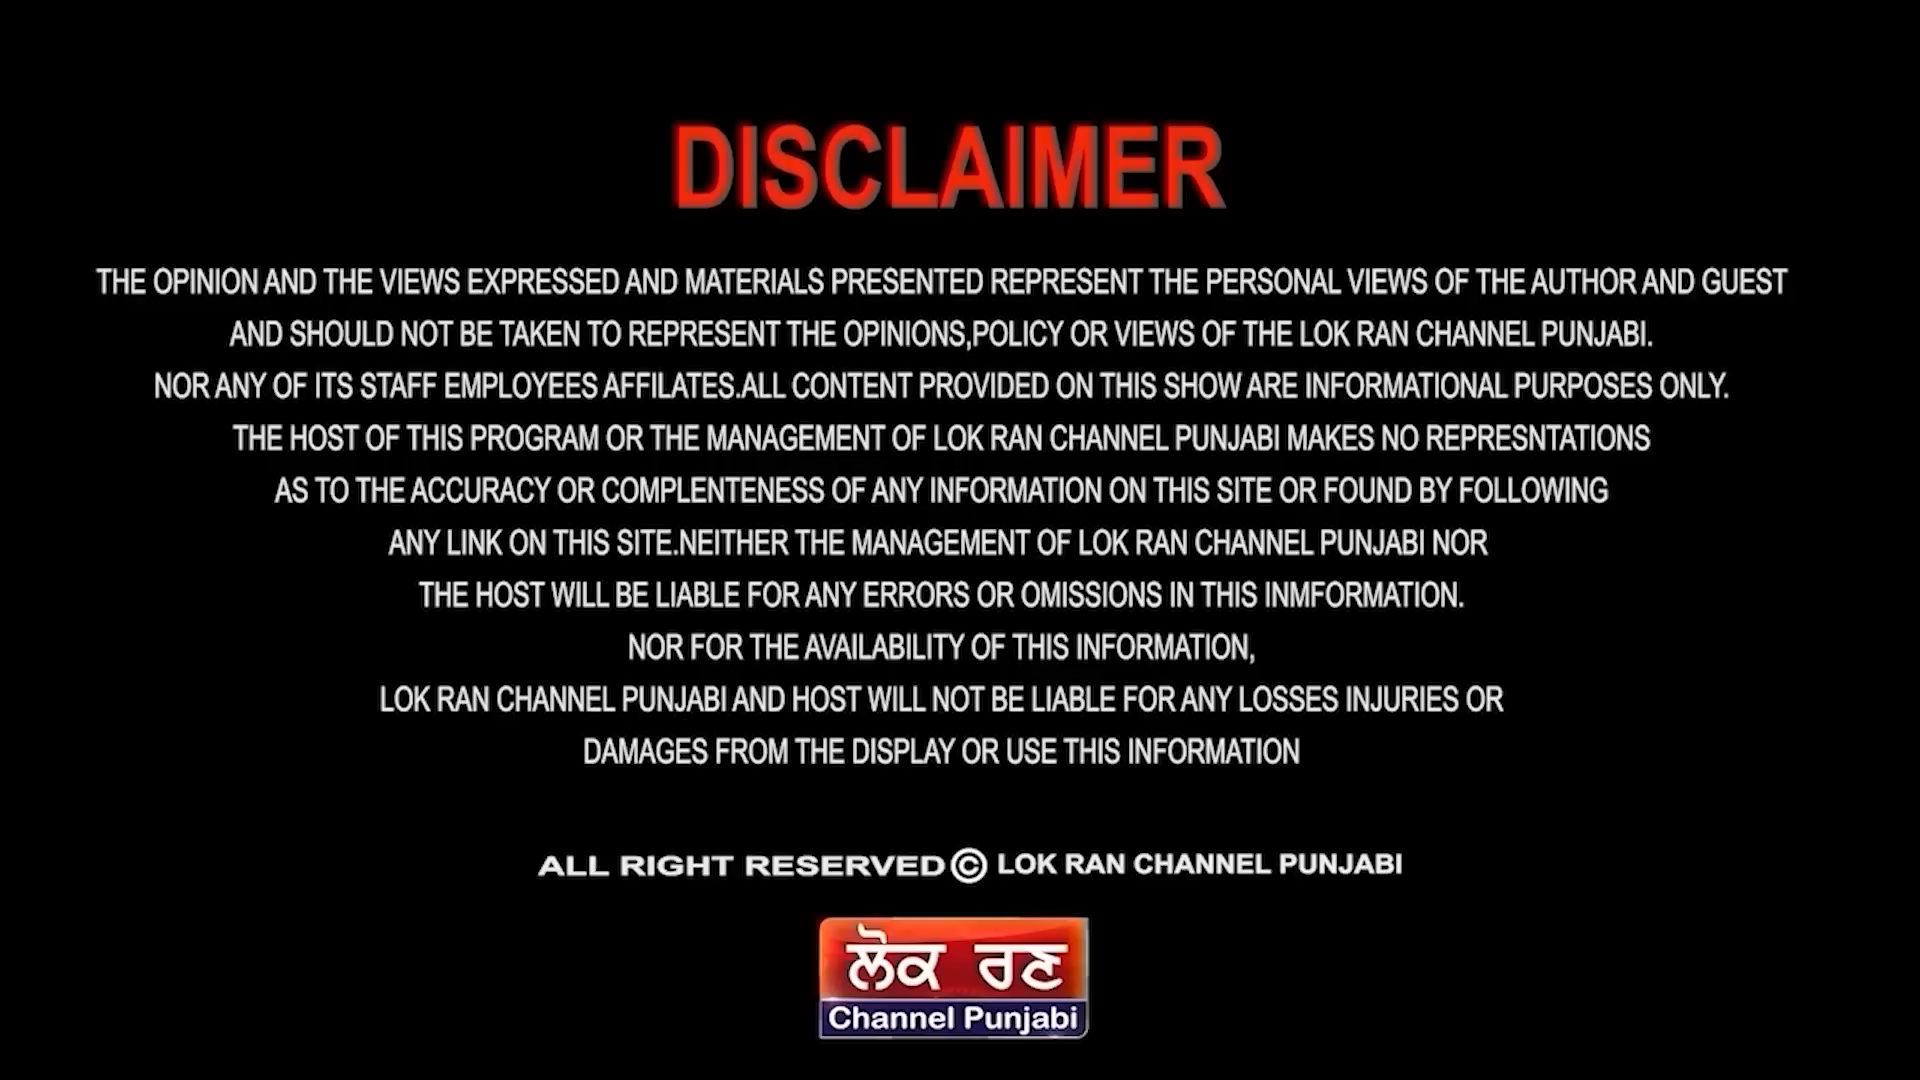 DISCLAIMER
THE OPINION AND THE VIEWS EXPRESSED AND MATERIALS PRESENTED REPRESENT THE PERSONAL VIEWS OF THE AUTHOR AND GUEST
AND SHOULD NOT BE TAKEN TO REPRESENT THE OPINIONS,POLICY OR VIEWS OF THE LOK RAN CHANNEL PUNJABI.
NOR ANY OF ITS STAFF EMPLOYEES AFFILATES.ALL CONTENT PROVIDED ON THIS SHOW ARE INFORMATIONAL PURPOSES ONLY.
THE HOST OF THIS PROGRAM OR THE MANAGEMENT OF LOK RAN CHANNEL PUNJABI MAKES NO REPRESNTATIONS
AS TO THE ACCURACY OR COMPLENTENESS OF ANY INFORMATION ON THIS SITE OR FOUND BY FOLLOWING
ANY LINK ON THIS SITE.NEITHER THE MANAGEMENT OF LOK RAN CHANNEL PUNJABI NOR
THE HOST WILL BE LIABLE FOR ANY ERRORS OR OMISSIONS IN THIS INMFORMATION.
NOR FOR THE AVAILABILITY OF THIS INFORMATION,
LOK RAN CHANNEL PUNJABI AND HOST WILL NOT BE LIABLE FOR ANY LOSSES INJURIES OR
DAMAGES FROM THE DISPLAY OR USE THIS INFORMATION
ALL RIGHT RESERVED © LOK RAN CHANNEL PUNJABI
ਲੋਕ ਰਣ
Channel Punjabi